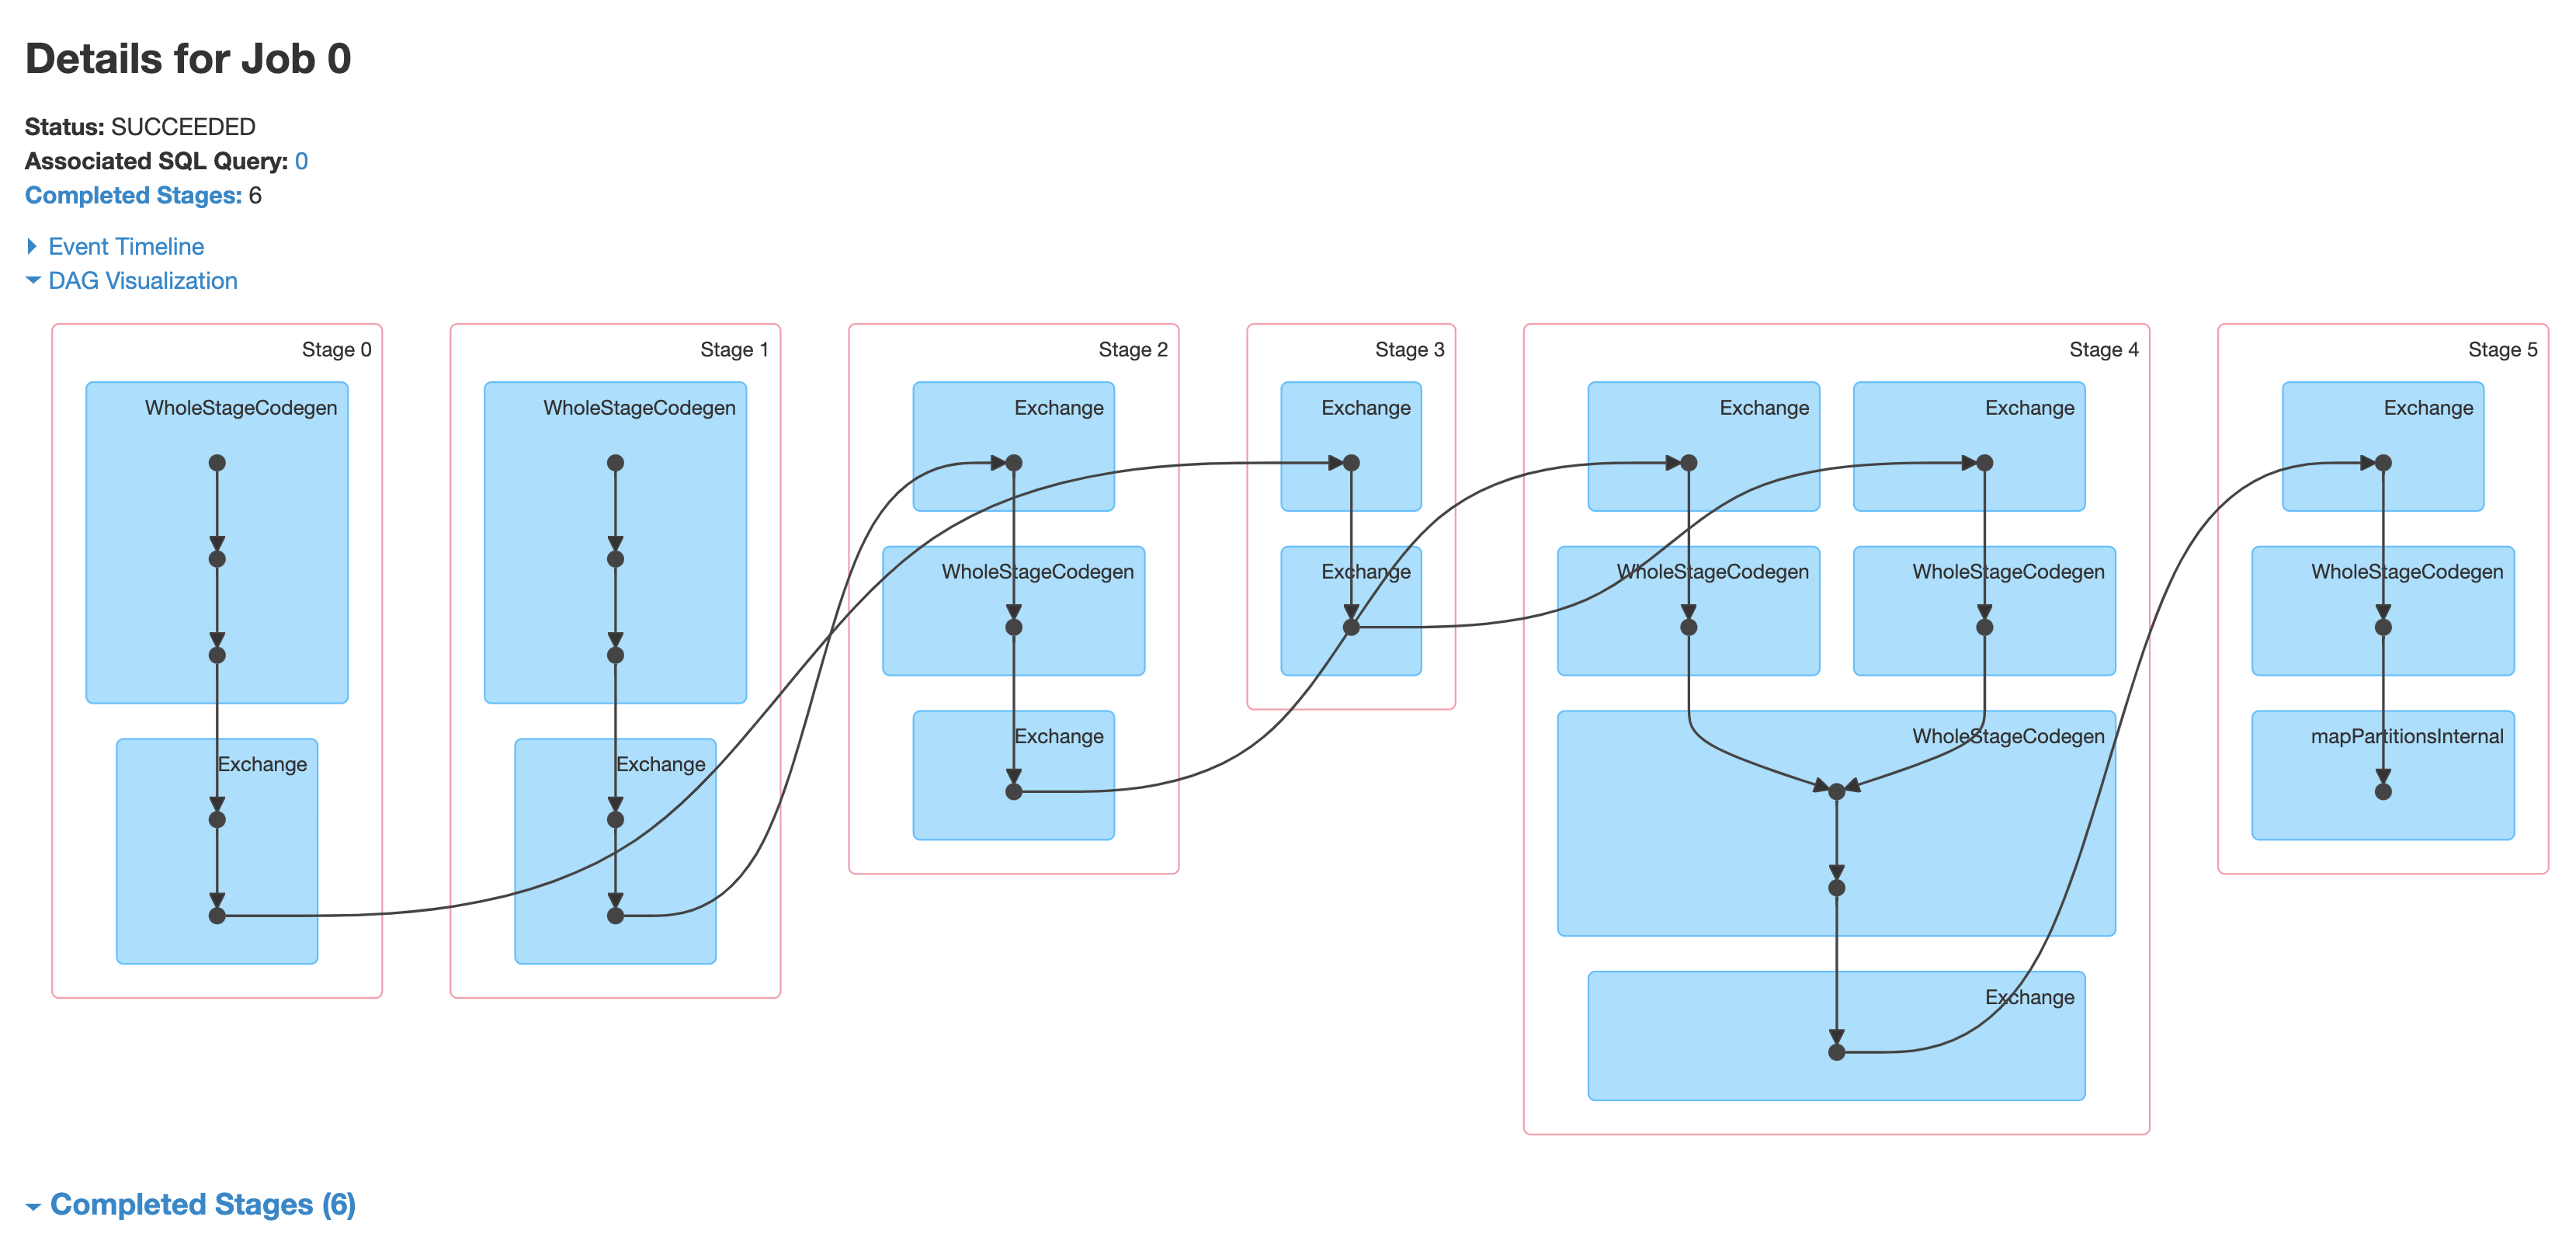 Details for Job 0
Status: SUCCEEDED
Associated SQL Query: 0
Completed Stages: 6
Event Timeline
DAG Visualization
Stage 0
WholeStageCodegen
Exchange
Stage 1
WholeStageCodegen
Exchange
Stage 2
Exchange
WholeStageCodegen
Exchange
Stage 3
Exchange
Exchange
Stage 4
Exchange
Exchange
WholeStageCodegen
WholeStageCodegen
WholeStageCodegen
Exchange
Stage 5
Exchange
WholeStageCodegen
mapPartitionsInternal
Completed Stages (6)